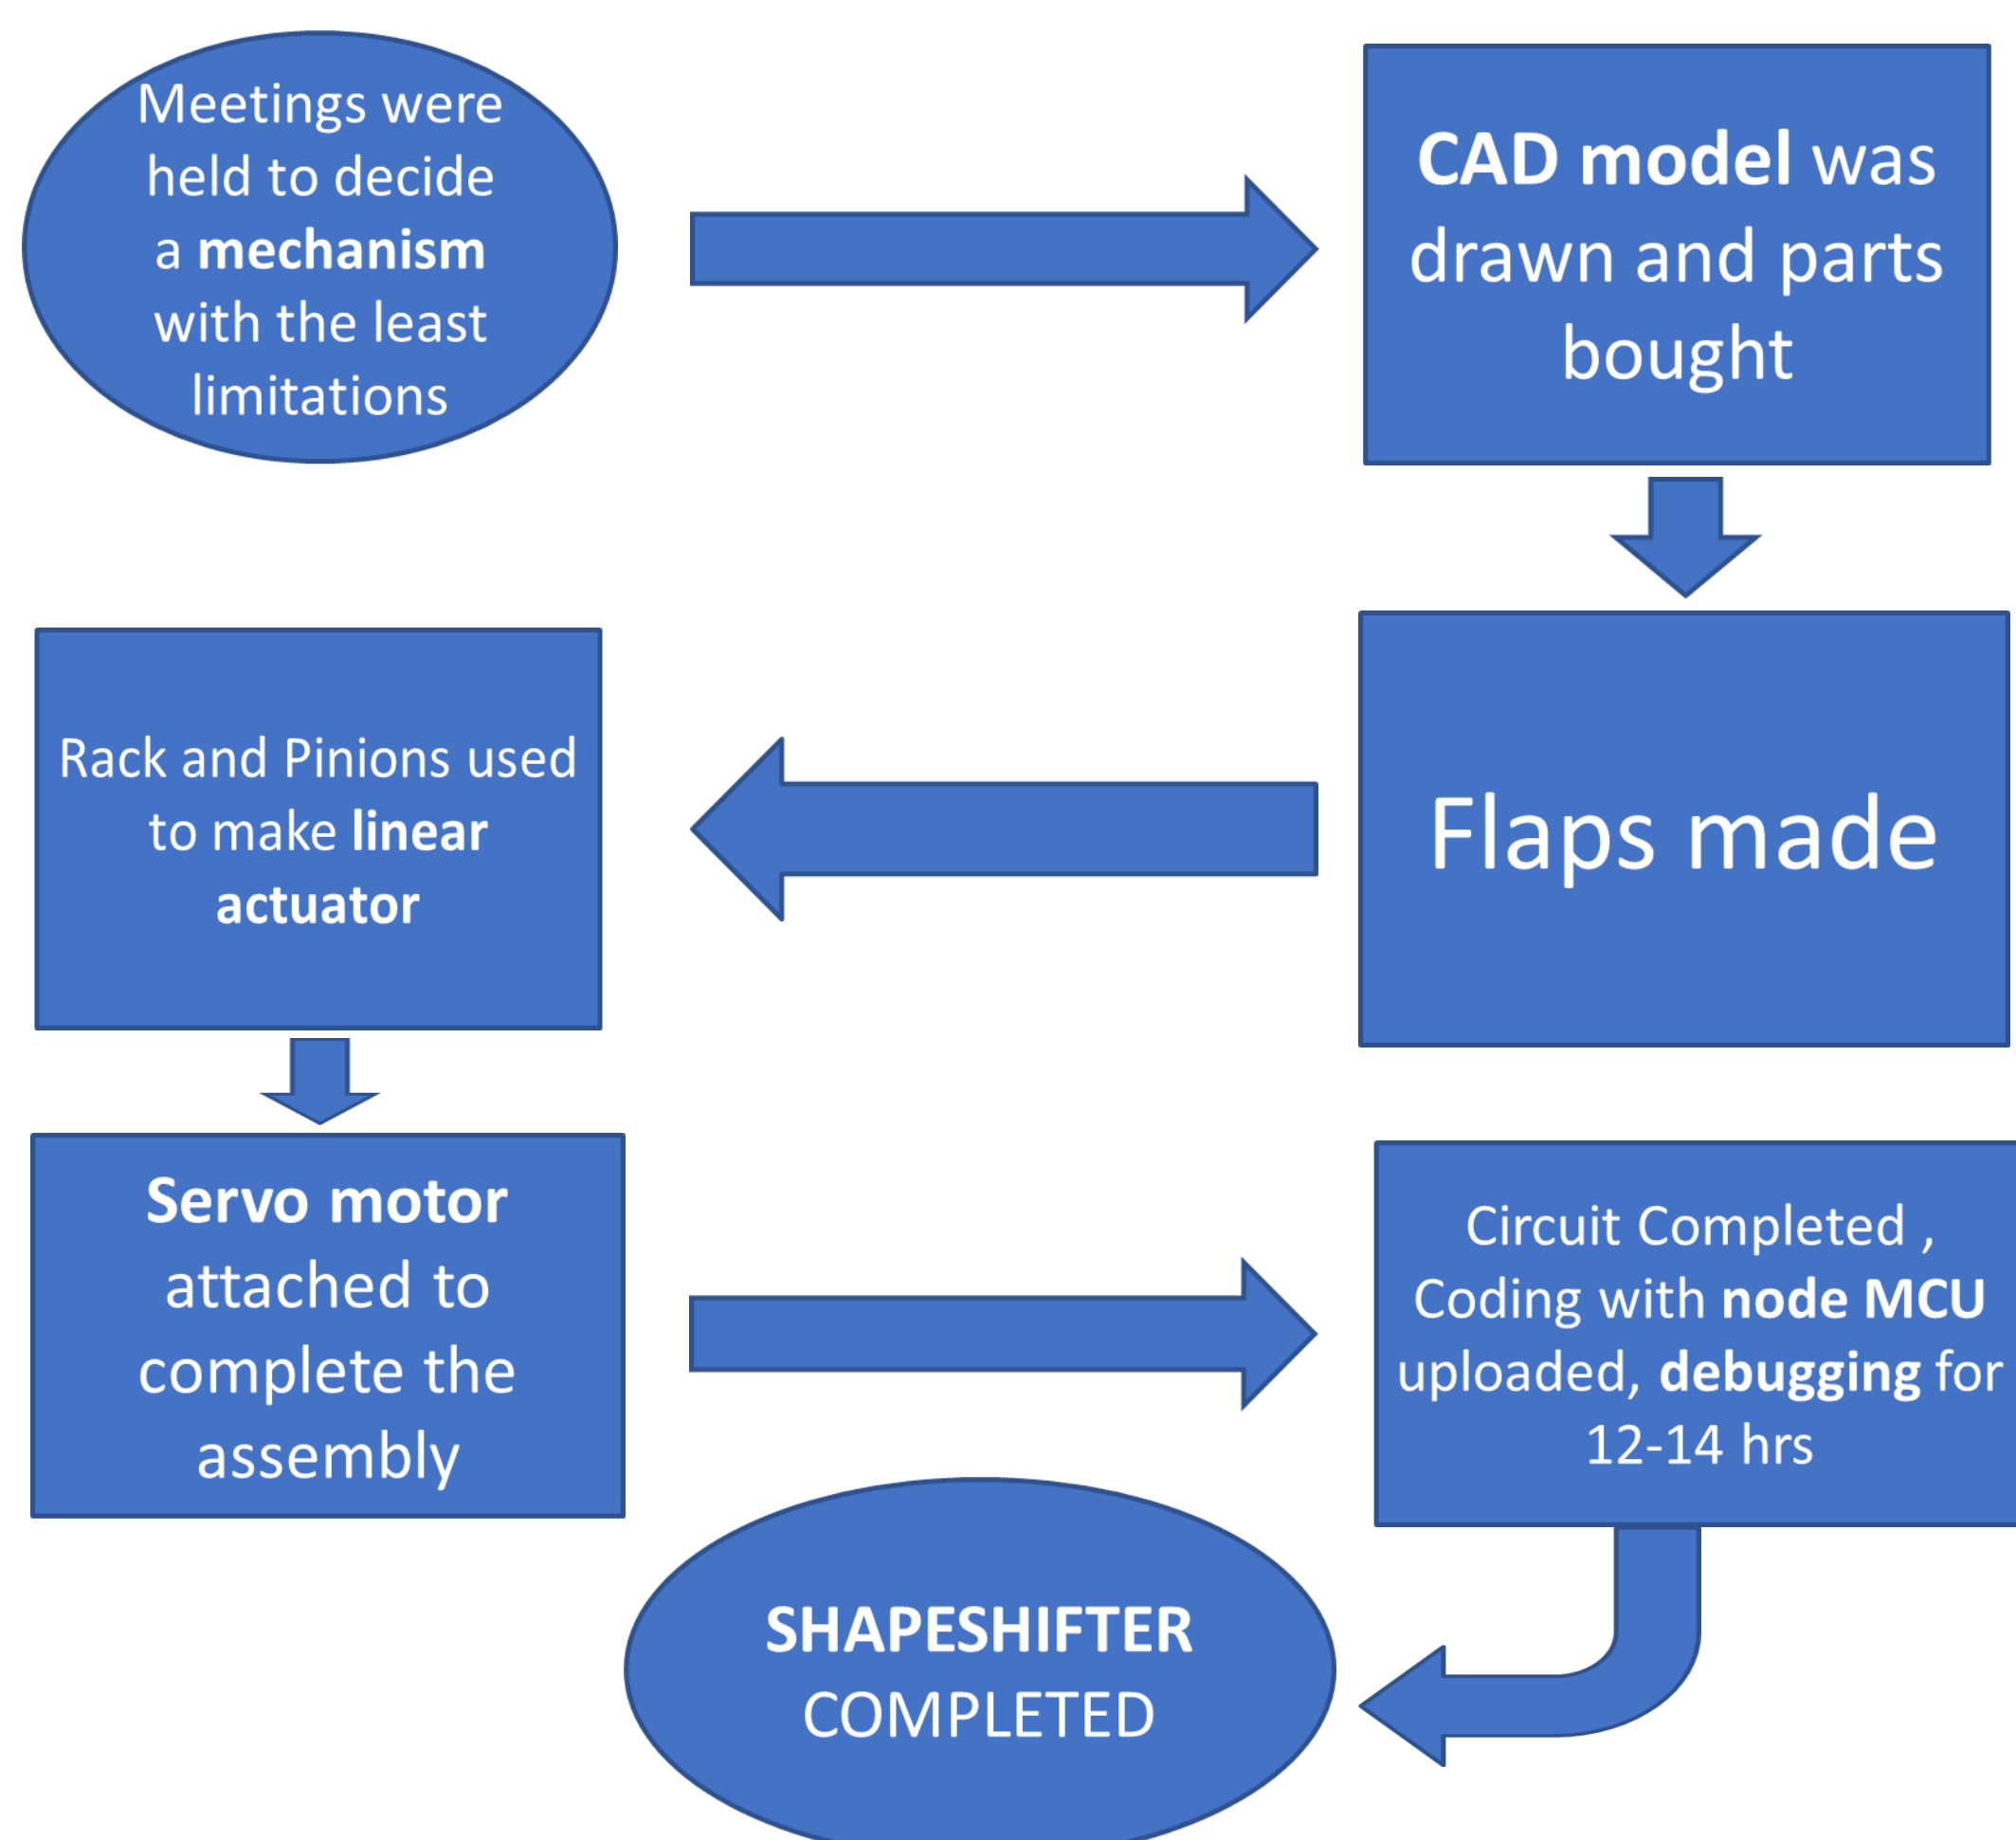 Meetings were
held to decide
a mechanism
with the least
limitations
CAD model was
drawn and parts
bought
Flaps made
Rack and Pinions used
to make linear
actuator
Servo motor
attached to
complete the
assembly
Circuit Completed ,
Coding with node MCU
uploaded, debugging for
12-14 hrs
SHAPESHIFTER
COMPLETED